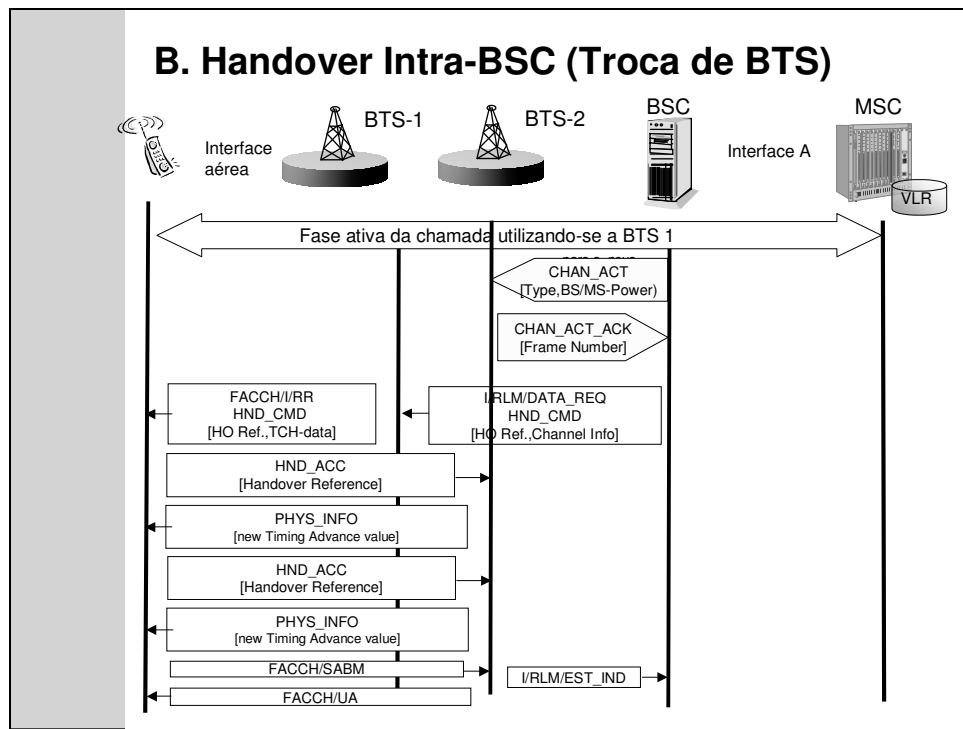 B. Handover Intra-BSC (Troca de BTS)
BTS-1
BTS-2
BSC
MSC
Interface
aérea
Interface A
VLR
Fase ativa da chamada utilizando-se a BTS 1
CHAN_ACT
[Type,BS/MS-Power)
CHAN_ACT_ACK
[Frame Number]
FACCH/I/RR
HND_CMD
[HO Ref.,TCH-data]
I/RLM/DATA_REQ
HND_CMD
[HO Ref.,Channel Info]
HND_ACC
[Handover Reference]
PHYS_INFO
[new Timing Advance value]
HND_ACC
[Handover Reference]
PHYS_INFO
[new Timing Advance value]
FACCH/SABM
I/RLM/EST_IND
FACCH/UA